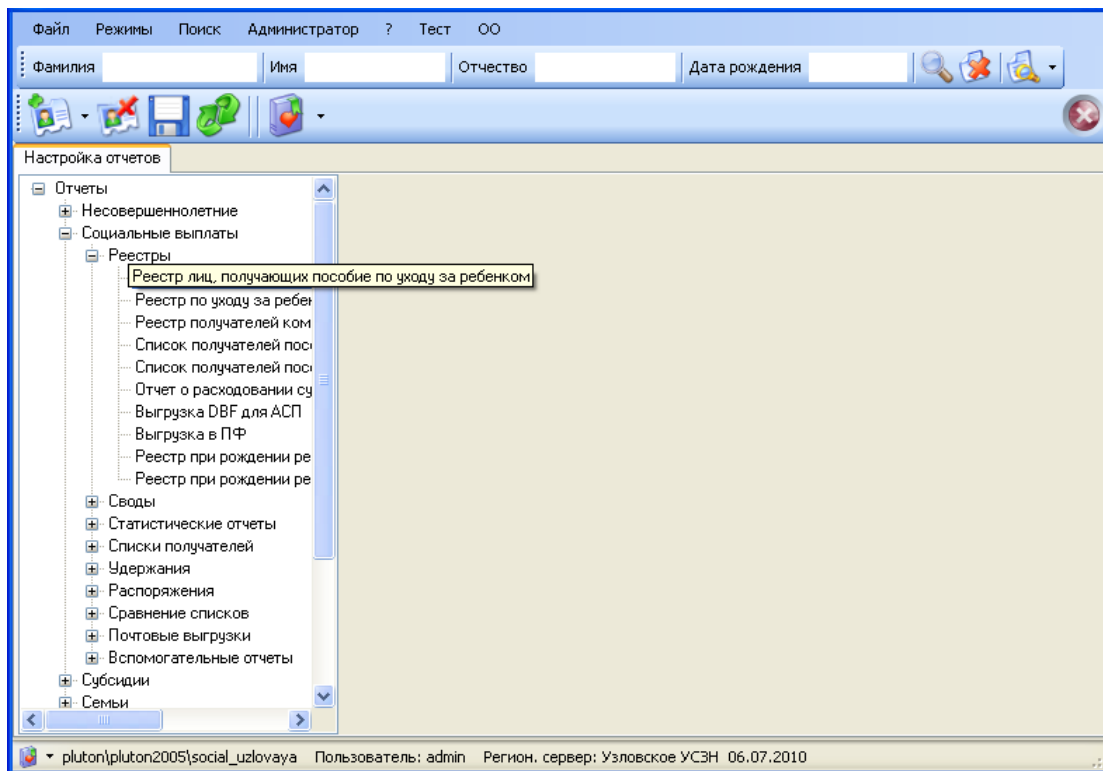 Файл Режимы Поиск Администратор ? Тест ОО
Фамилия Имя Отчество Дата рождения
Настройка отчетов
Отчеты
Несовершеннолетние
Социальные выплаты
Реестры
Реестр лиц, получающих пособие по уходу за ребенком
Реестр по уходу за ребен
Реестр получателей ком
Список получателей посо
Список получателей посо
Отчет о расходовании су
Выгрузка DBF для АСП
Выгрузка в ПФ
Реестр при рождении ре
Реестр при рождении ре
Своды
Статистические отчеты
Списки получателей
Удержания
Распоряжения
Сравнение списков
Почтовые выгрузки
Вспомогательные отчеты
Субсидии
Семьи
pluton\pluton2005\social_uzlovaya Пользователь: admin Регион. сервер: Узловское УСЗН 06.07.2010